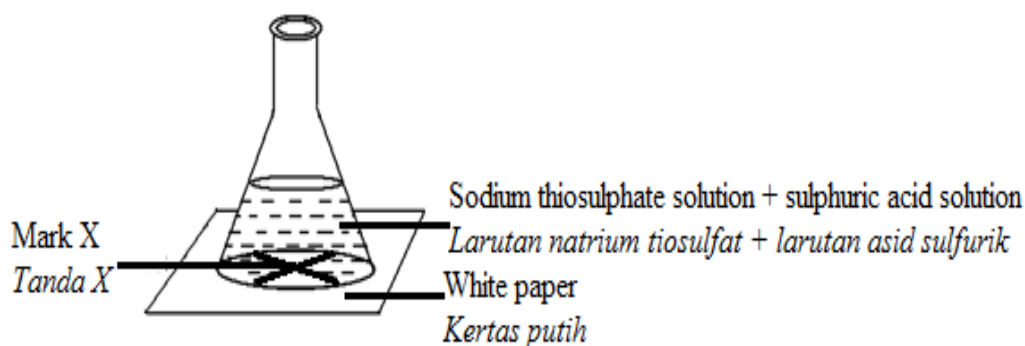 Sodium thiosulphate solution + sulphuric acid solution
Larutan natrium tiosulfat + larutan asid sulfurik
Mark X
Tanda X
White paper
Kertas putih